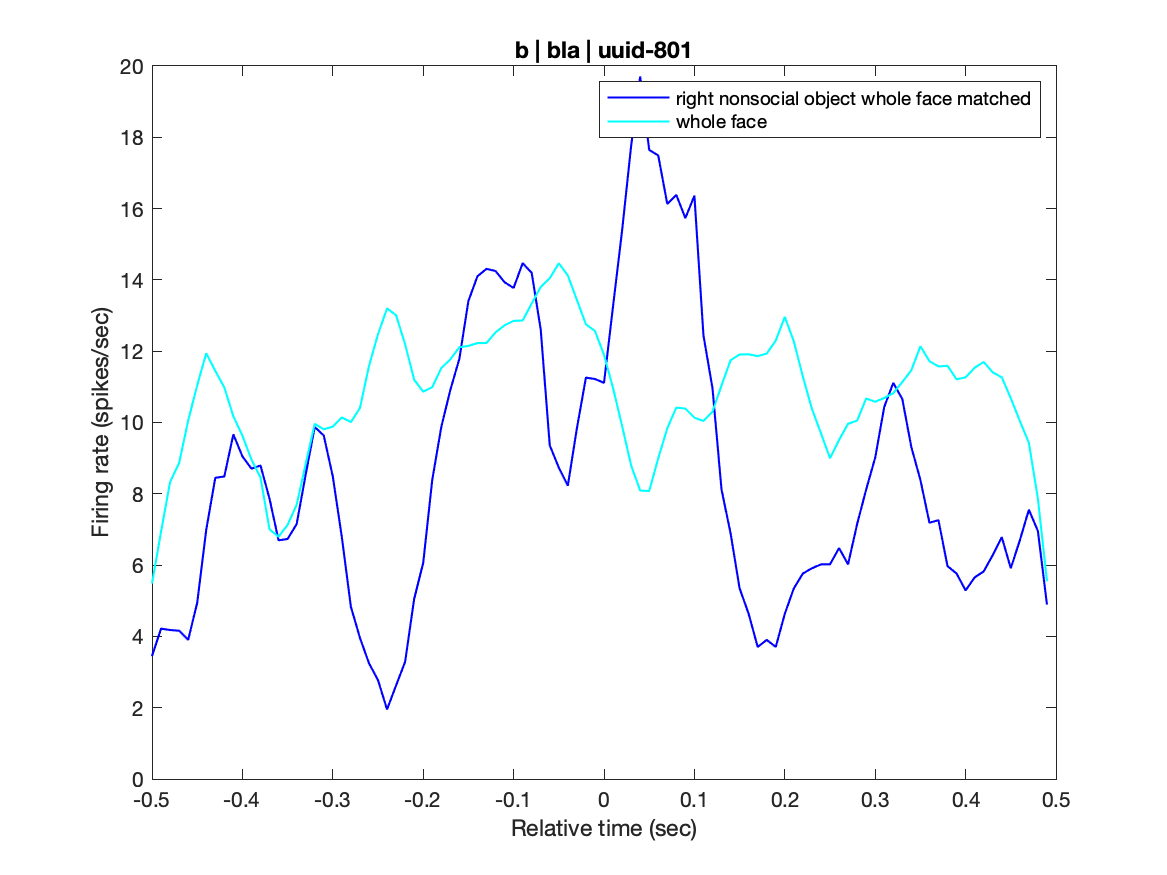 b | bla | uuid-801
right nonsocial object whole face matched
whole face
Firing rate (spikes/sec)
20
18
16
14
12
10
8
6
4
2
0
-0.5 -0.4 -0.3 -0.2 -0.1 0 0.1 0.2 0.3 0.4 0.5
Relative time (sec)